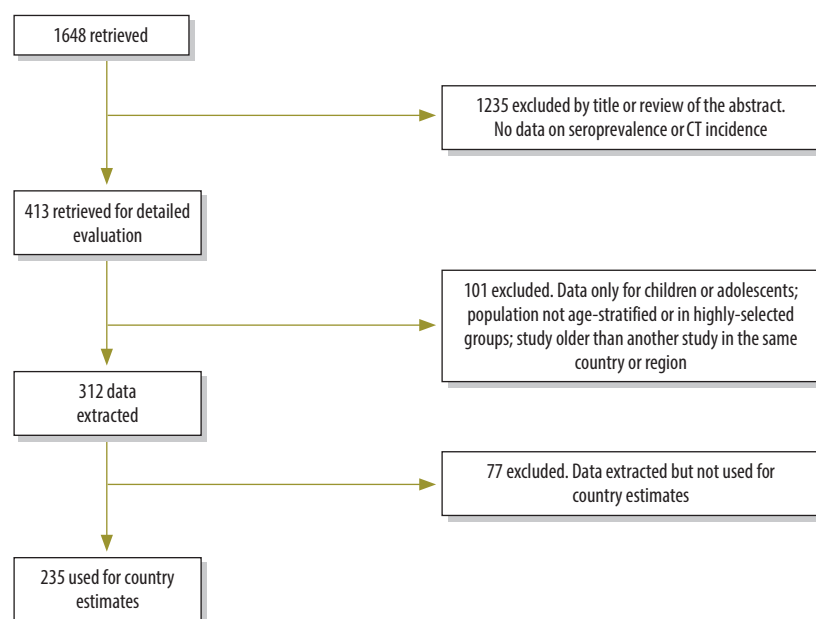 1648 retrieved
1235 excluded by title or review of the abstract.
No data on seroprevalence or CT incidence
413 retrieved for detailed
evaluation
101 excluded. Data only for children or adolescents;
population not age-stratified or in highly-selected
groups; study older than another study in the same
country or region
312 data
extracted
77 excluded. Data extracted but not used for
country estimates
235 used for country
estimates